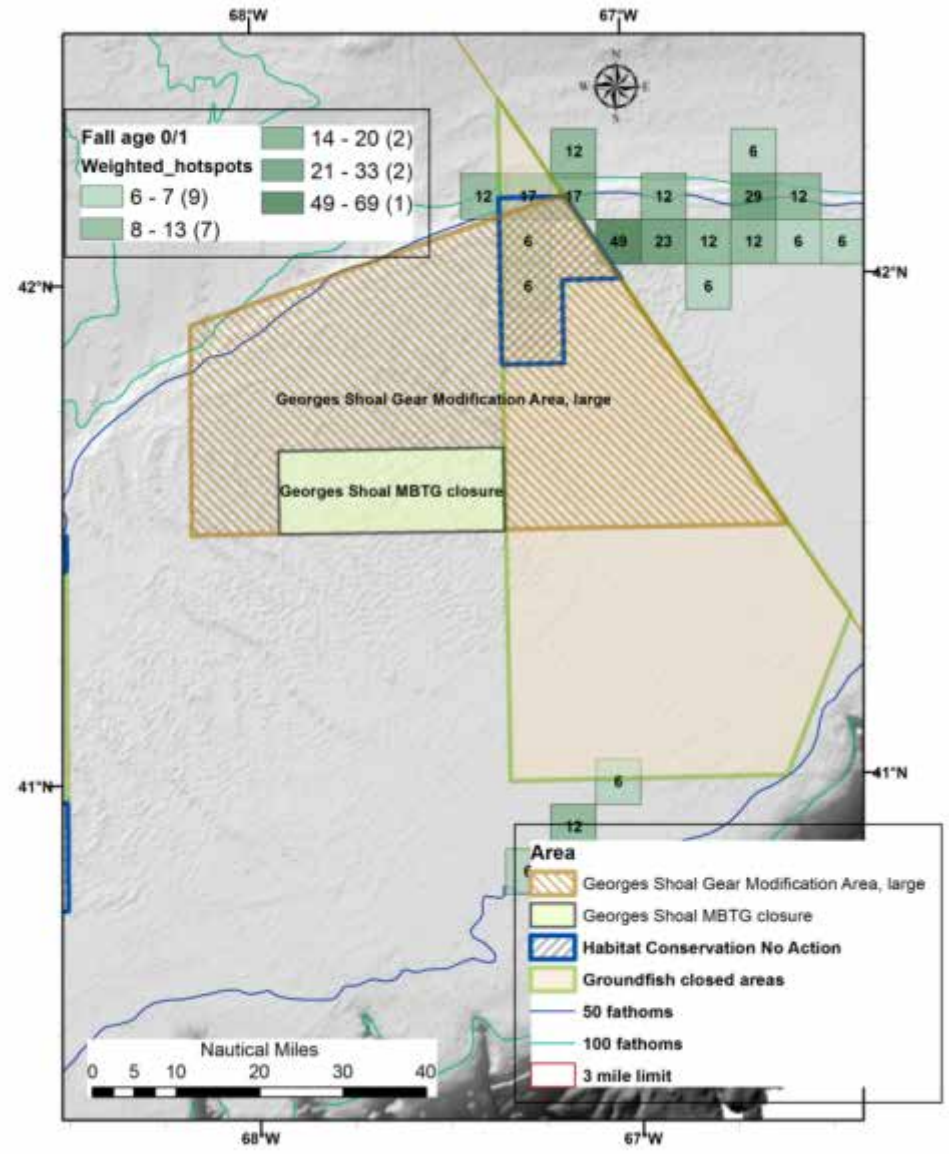 68°W 67°W
N
W E
S
Fall age 0/1
Weighted_hotspots
6 - 7 (9)
8 - 13 (7)
14 - 20 (2)
21 - 33 (2)
49 - 69 (1)
12 6
12 17 17 12 29 12
6 49 23 12 12 6 6
42°N 42°N
6 6
Georges Shoal Gear Modification Area, large
Georges Shoal MBTG closure
41°N 41°N
6
12
6
Area
Georges Shoal Gear Modification Area, large
Georges Shoal MBTG closure
Habitat Conservation No Action
Groundfish closed areas
50 fathoms
100 fathoms
3 mile limit
Nautical Miles
0 5 10 20 30 40
68°W 67°W